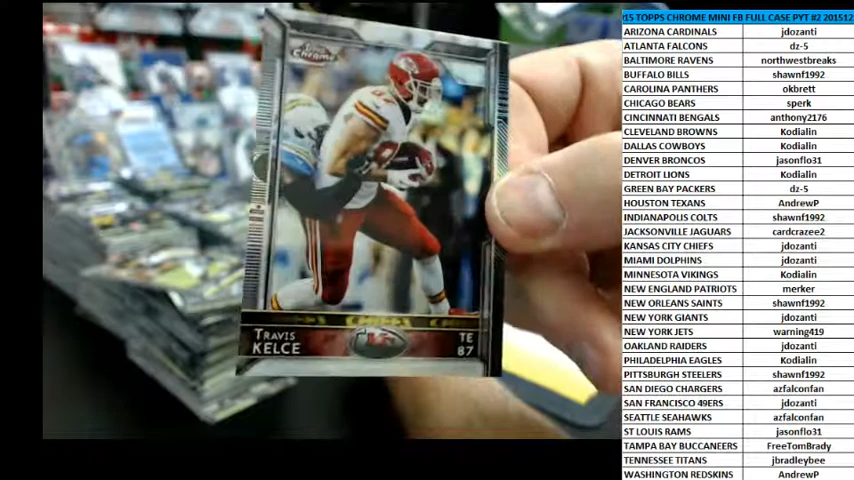 Chrome
CHIEFS
TRAVIS
KELCE
TE
87
15 TOPPS CHROME MINI FB FULL CASE PYT #2 201512
ARIZONA CARDINALS jdozanti
ATLANTA FALCONS dz-5
BALTIMORE RAVENS northwestbreaks
BUFFALO BILLS shawnf1992
CAROLINA PANTHERS okbrett
CHICAGO BEARS sperk
CINCINNATI BENGALS anthony2176
CLEVELAND BROWNS Kodialin
DALLAS COWBOYS Kodialin
DENVER BRONCOS jasonflo31
DETROIT LIONS Kodialin
GREEN BAY PACKERS dz-5
HOUSTON TEXANS AndrewP
INDIANAPOLIS COLTS shawnf1992
JACKSONVILLE JAGUARS cardcrazee2
KANSAS CITY CHIEFS jdozanti
MIAMI DOLPHINS jdozanti
MINNESOTA VIKINGS Kodialin
NEW ENGLAND PATRIOTS merker
NEW ORLEANS SAINTS shawnf1992
NEW YORK GIANTS jdozanti
NEW YORK JETS warning419
OAKLAND RAIDERS jdozanti
PHILADELPHIA EAGLES Kodialin
PITTSBURGH STEELERS shawnf1992
SAN DIEGO CHARGERS azfalconfan
SAN FRANCISCO 49ERS jdozanti
SEATTLE SEAHAWKS azfalconfan
ST LOUIS RAMS jasonflo31
TAMPA BAY BUCCANEERS FreeTomBrady
TENNESSEE TITANS jbradleybee
WASHINGTON REDSKINS AndrewP